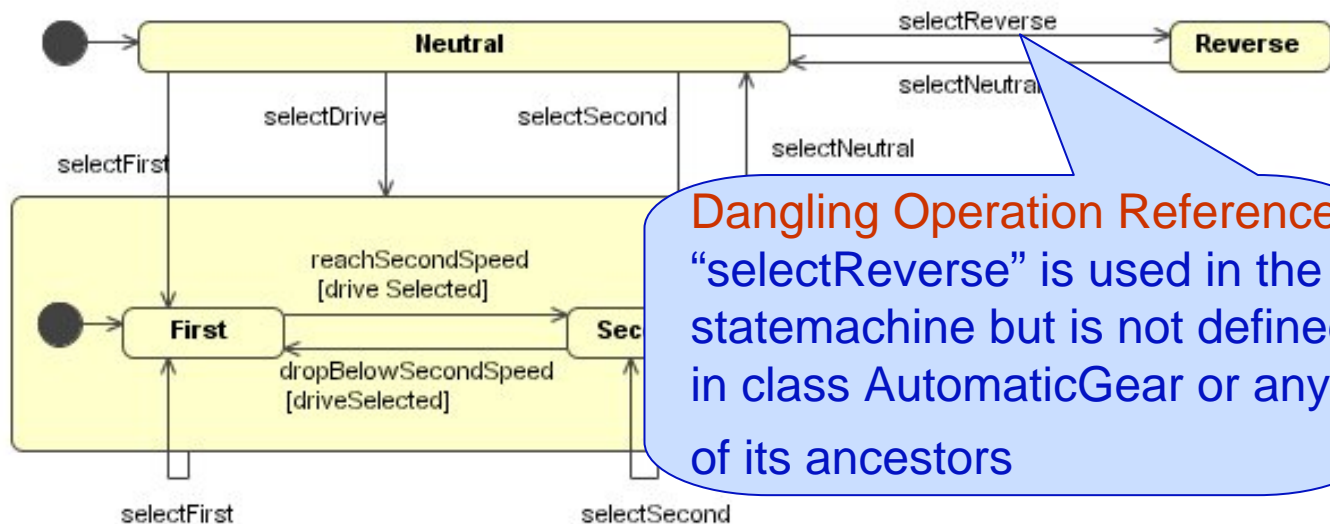 selectReverse
Neutral
Reverse
selectNeutral
selectDrive
selectSecond
selectNeutral
selectFirst
reachSecondSpeed
[drive Selected]
First
dropBelowSecondSpeed
[driveSelected]
selectFirst
selectSecond
Dangling Operation Reference
“selectReverse” is used in the
statemachine but is not
in class AutomaticGear or any
of its ancestors